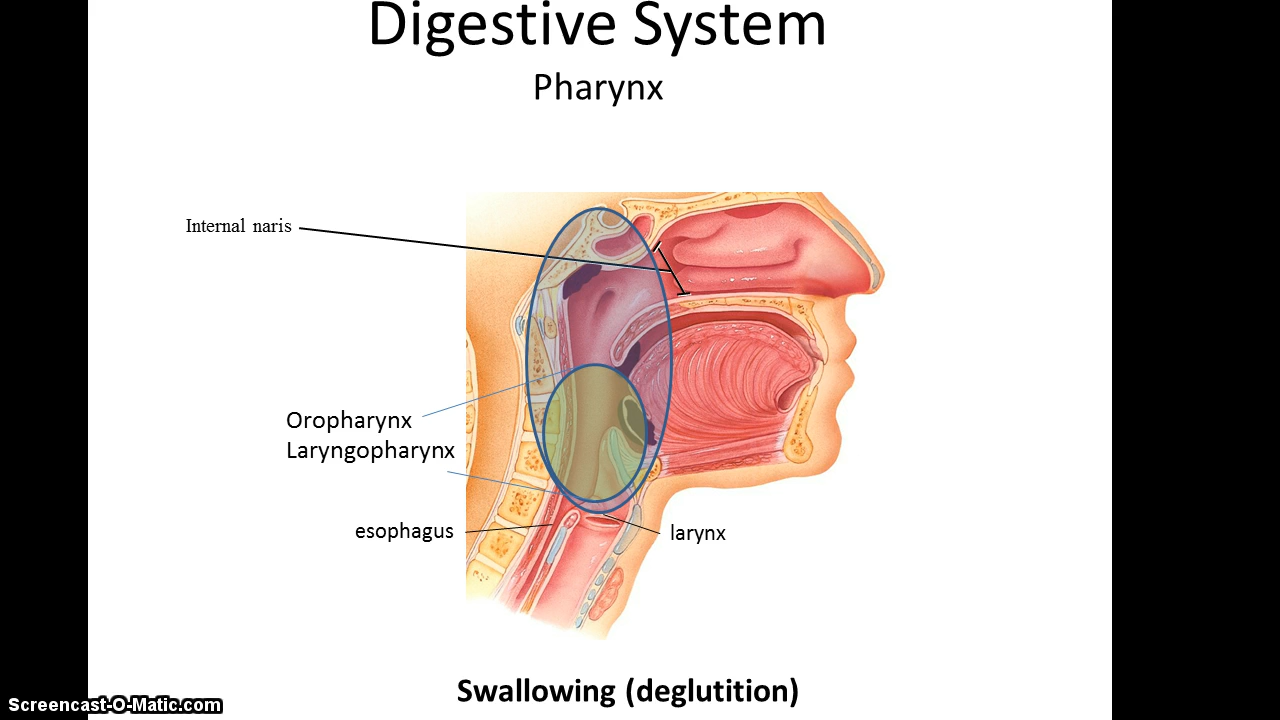 Digestive System
Pharynx
Internal naris
Oropharynx
Laryngopharynx
esophagus
larynx
Swallowing (deglutition)
Screencast-O-Matic.com